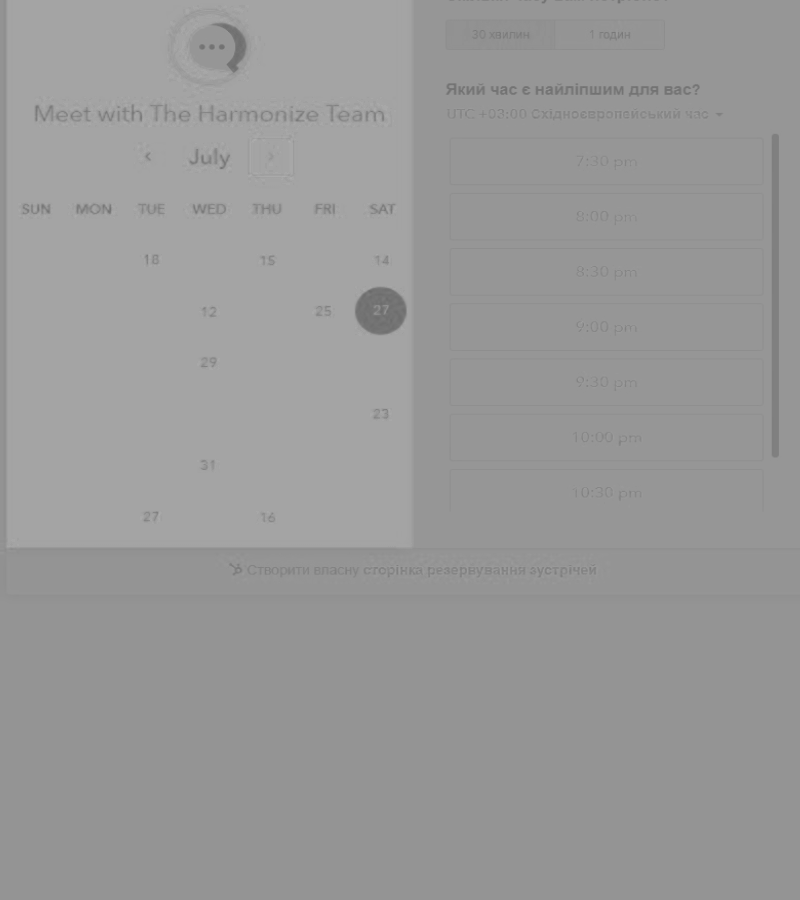 30 хвилин 1 годин
Який час є найліпшим для вас?
UTC +03:00 Східноєвропейський час
7:30 pm
8:00 pm
8:30 pm
9:00 pm
9:30 pm
10:00 pm
10:30 pm
Meet with The Harmonize Team
July
SUN MON TUE WED THU FRI SAT
18 15 14
12 25 27
29
23
31
27 16
Створити власну сторінка резервування зустрічей